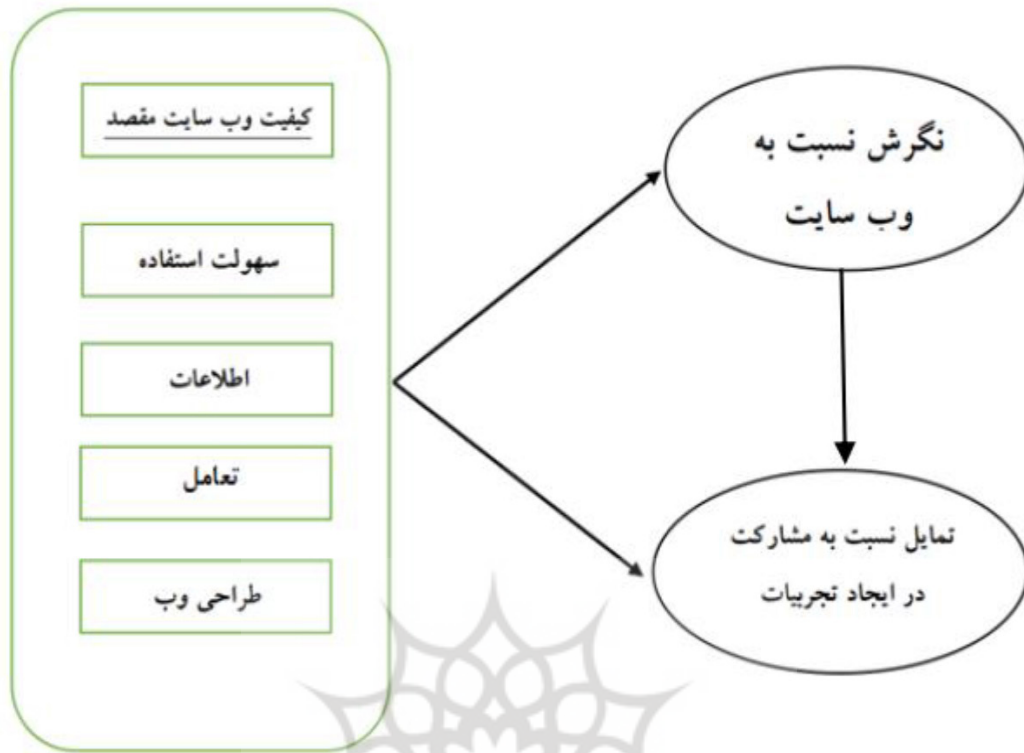 کیفیت وب سایت مقصد
سهولت استفاده
اطلاعات
تعامل
طراحی وب
نگرش نسبت به
وب سایت
تمایل نسبت به مشارکت
در ایجاد تجربیات